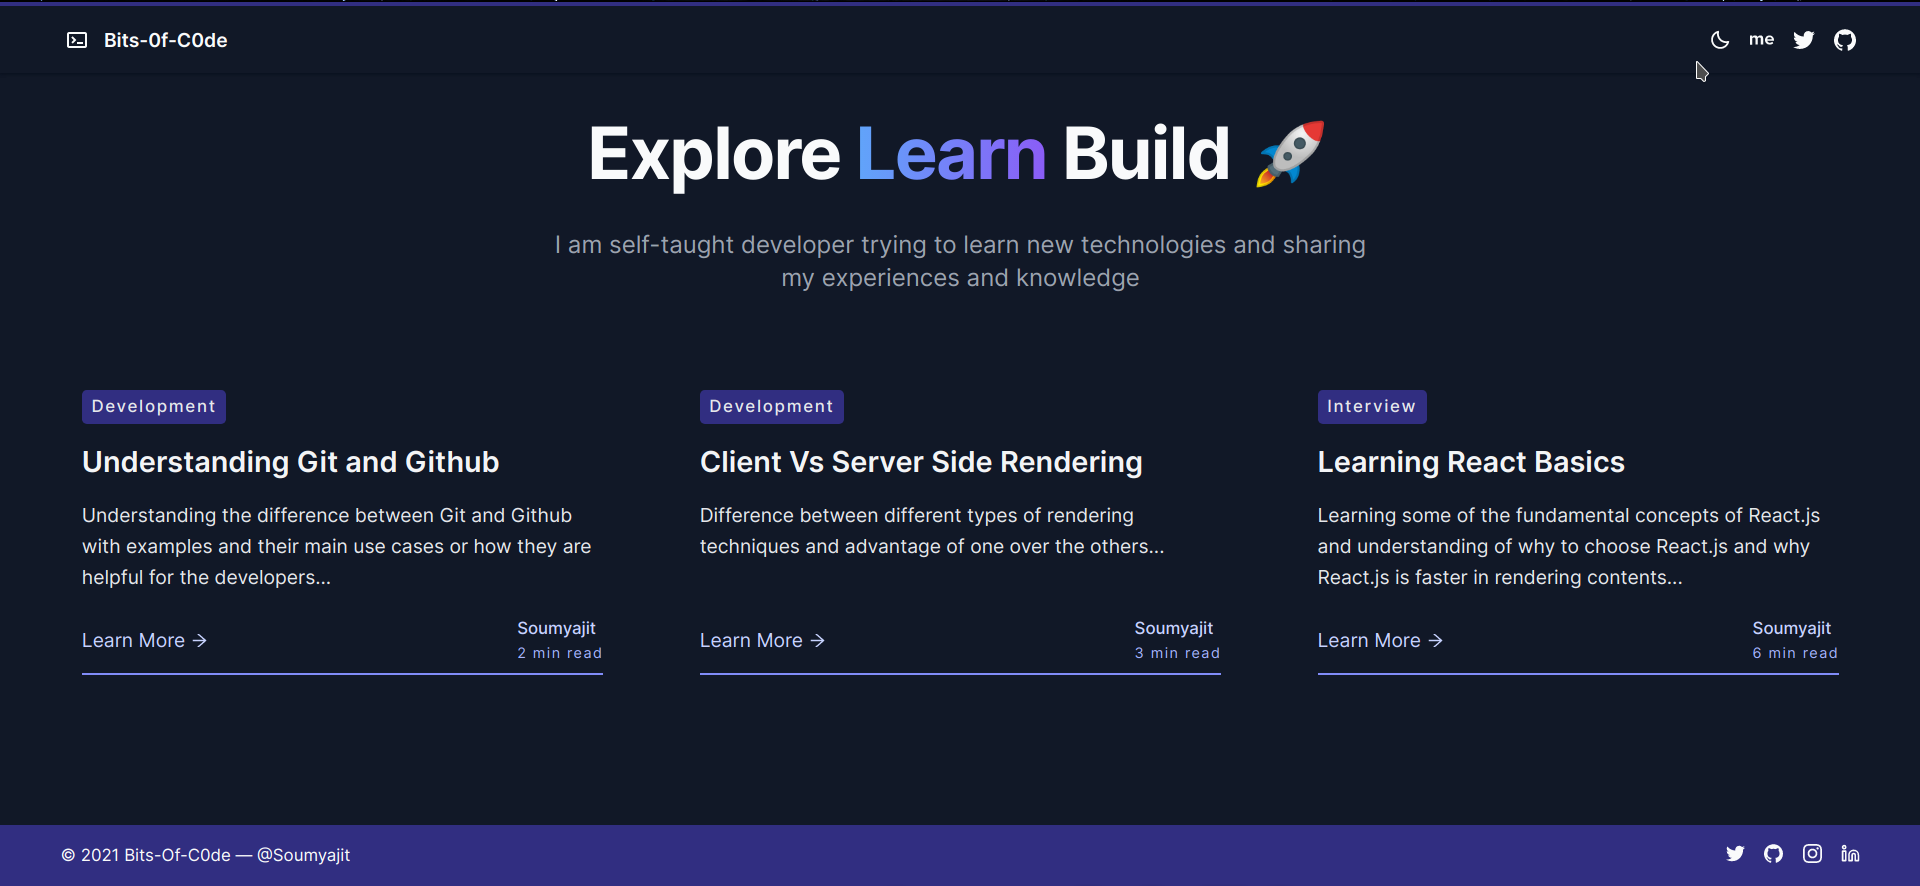 Bits-0f-C0de
me
Explore Learn Build 🚀
I am self-taught developer trying to learn new technologies and sharing
my experiences and knowledge
Development
Understanding Git and Github
Understanding the difference between Git and Github
with examples and their main use cases or how they are
helpful for the developers...
Learn More →
Soumyajit
2 min read
Development
Client Vs Server Side Rendering
Difference between different types of rendering
techniques and advantage of one over the others...
Learn More →
Soumyajit
3 min read
Interview
Learning React Basics
Learning some of the fundamental concepts of React.js
and understanding of why to choose React.js and why
React.js is faster in rendering contents...
Learn More →
Soumyajit
6 min read
© 2021 Bits-Of-C0de — @Soumyajit